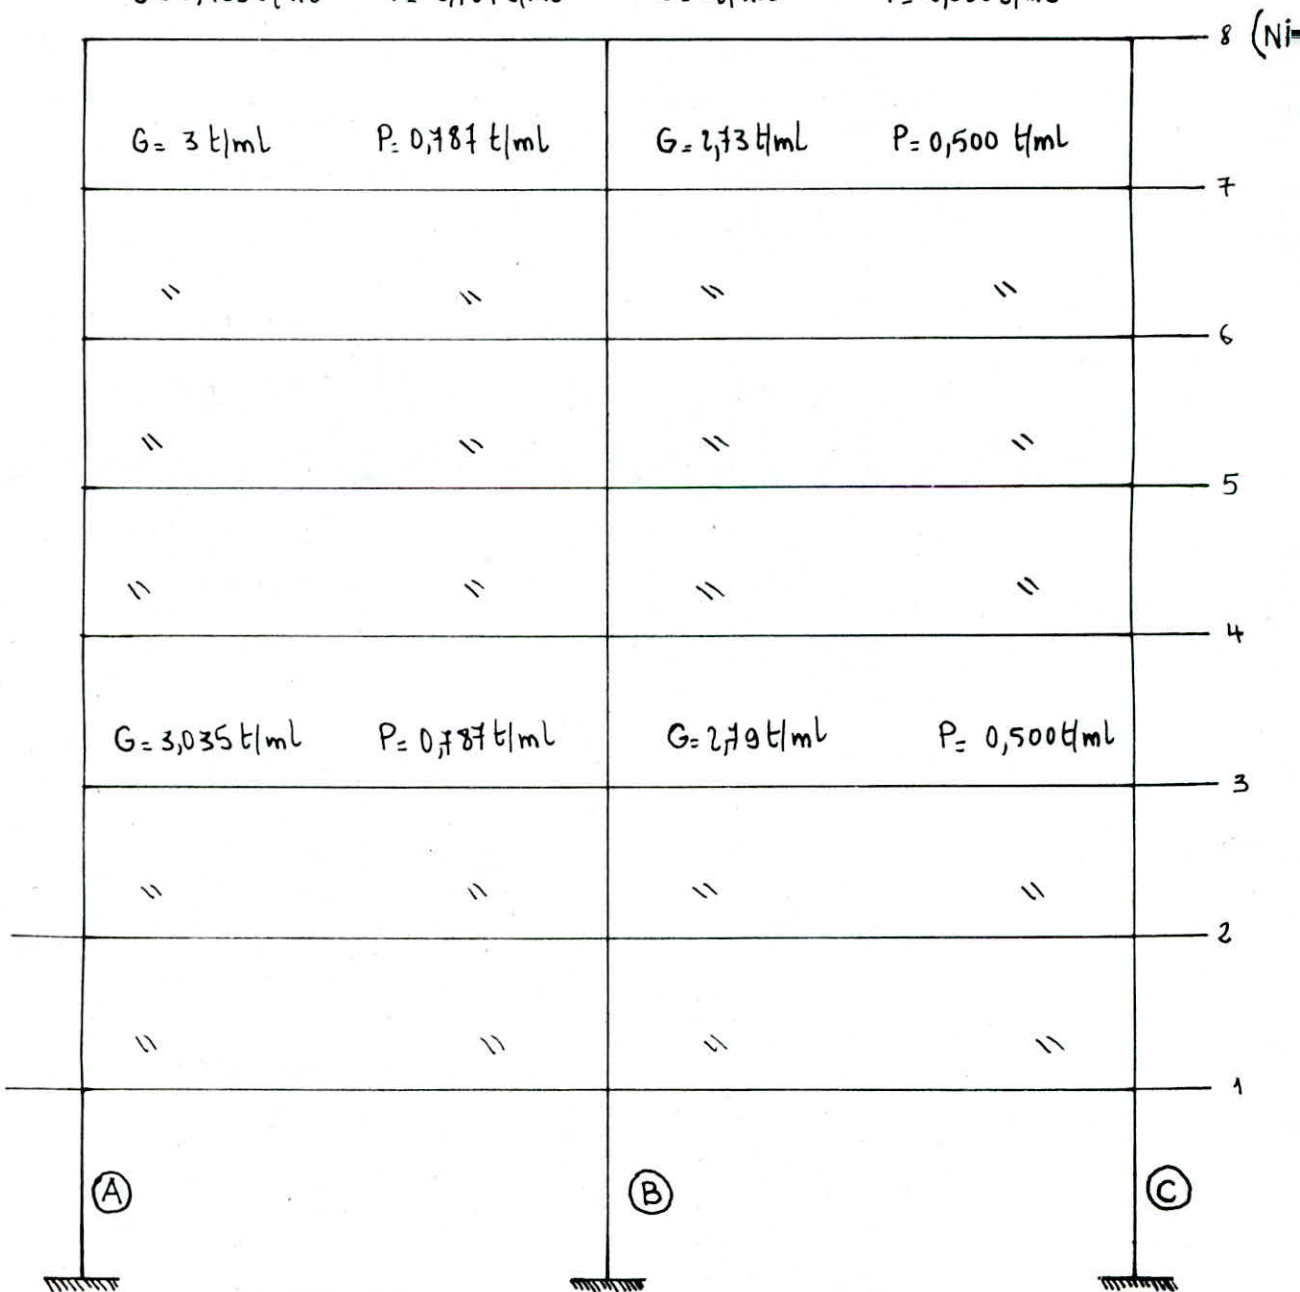 8 (Ni=
G= 3 t/ml P= 0,787 t/ml G= 2,73 t/ml P= 0,500 t/ml
7
" " " "
6
" " " "
5
" " " "
4
G= 3,035 t/ml P= 0,787 t/ml G= 2,79 t/ml P= 0,500 t/ml
3
" " " "
2
" " " "
1
A B C